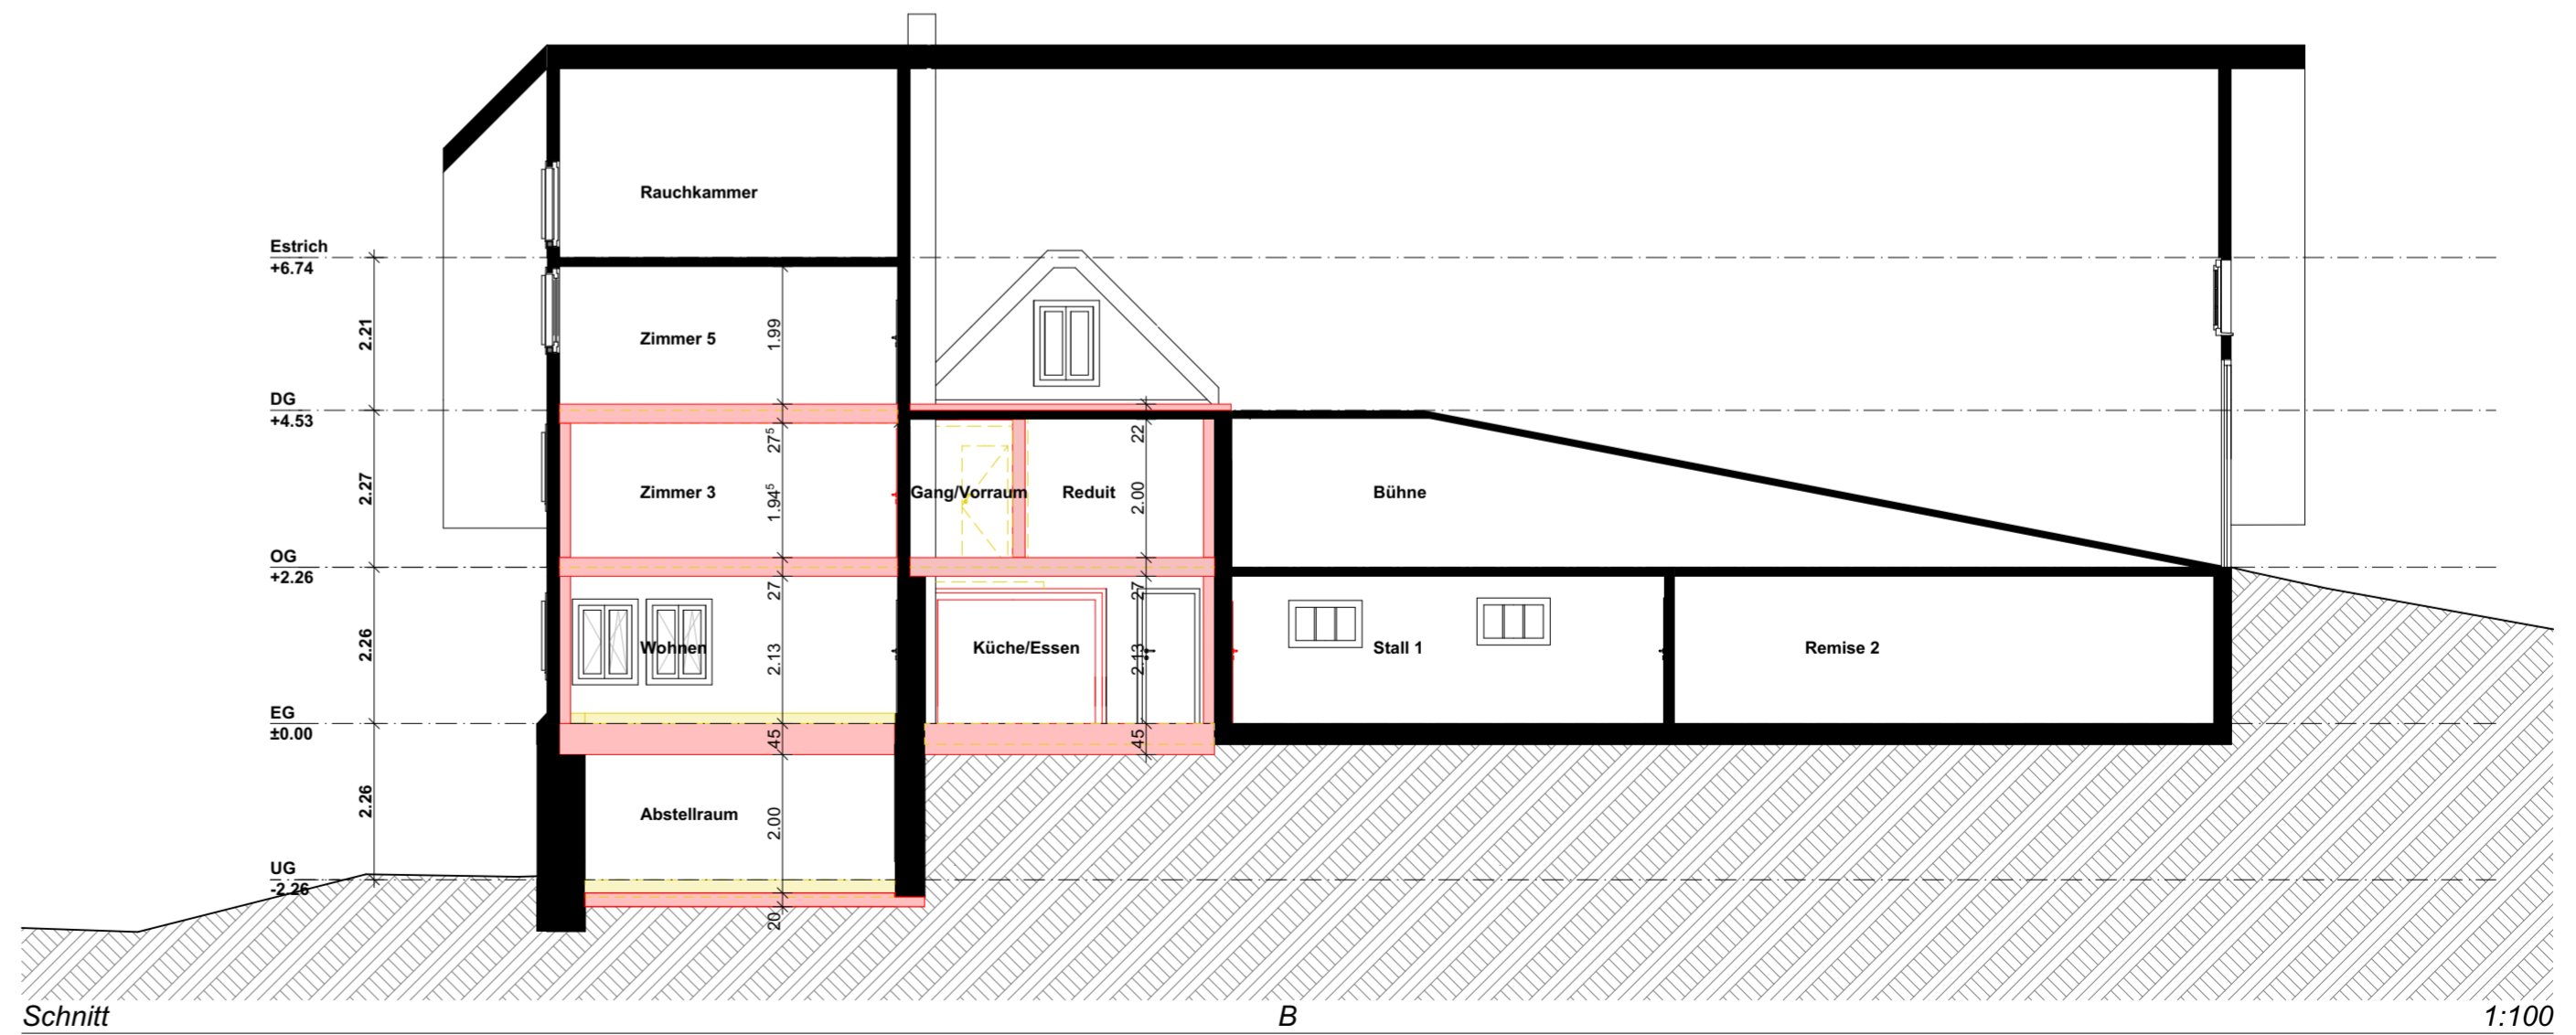 Rauchkammer
Estrich
+6.74
2.21
Zimmer 5
1.99
DG
+4.53
27⁵
22
2.27
Zimmer 3
1.94⁵
Gang/Vorraum
Reduit
2.00
Bühne
OG
+2.26
27
27
2.26
Wohnen
2.13
Küche/Essen
2.13
Stall 1
Remise 2
EG
±0.00
45
45
2.26
Abstellraum
2.00
UG
-2.26
20
Schnitt
B
1:100